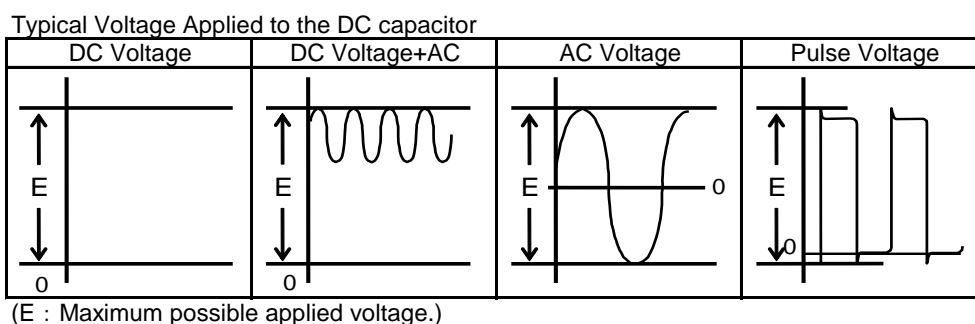 Typical Voltage Applied to the DC capacitor
DC Voltage DC Voltage+AC AC Voltage Pulse Voltage
E E E E
0 0 0 0
(E：Maximum possible applied voltage.)